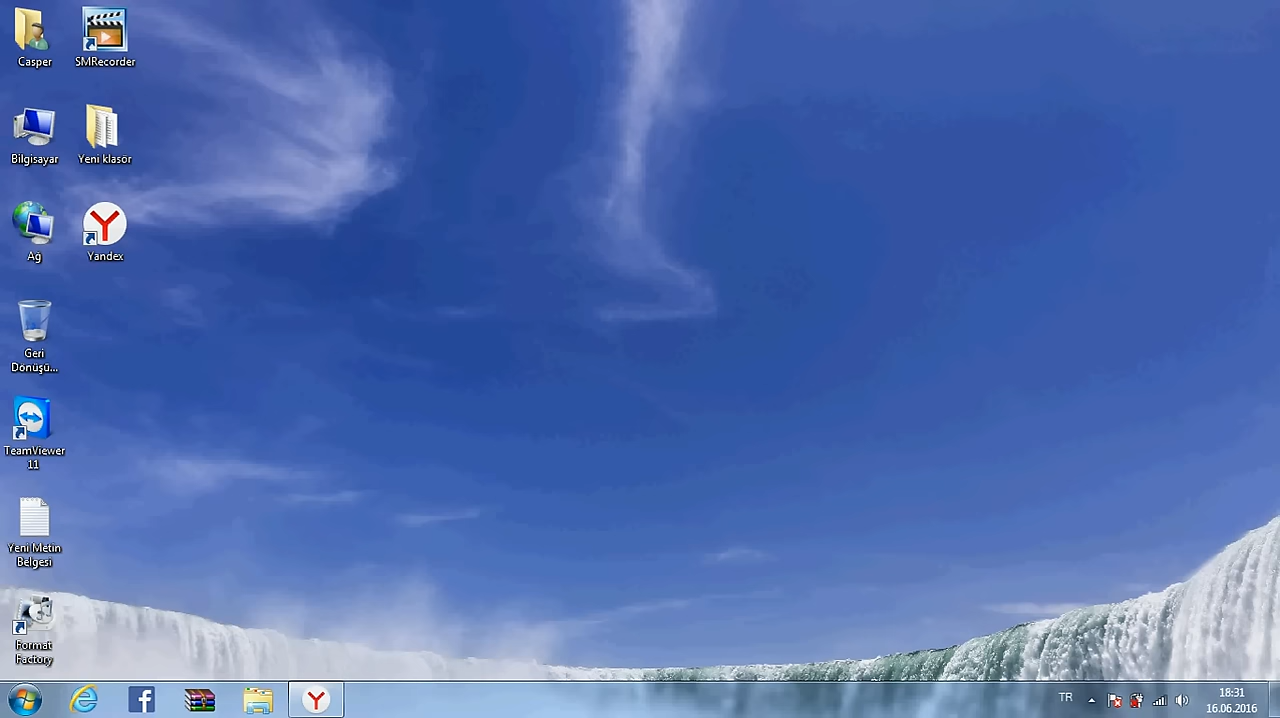 Casper
SMRecorder
Bilgisayar
Yeni klasör
Ağ
Yandex
Geri
Dönüşü...
TeamViewer
11
Yeni Metin
Belgesi
Format
Factory
TR
18:31
16.06.2016